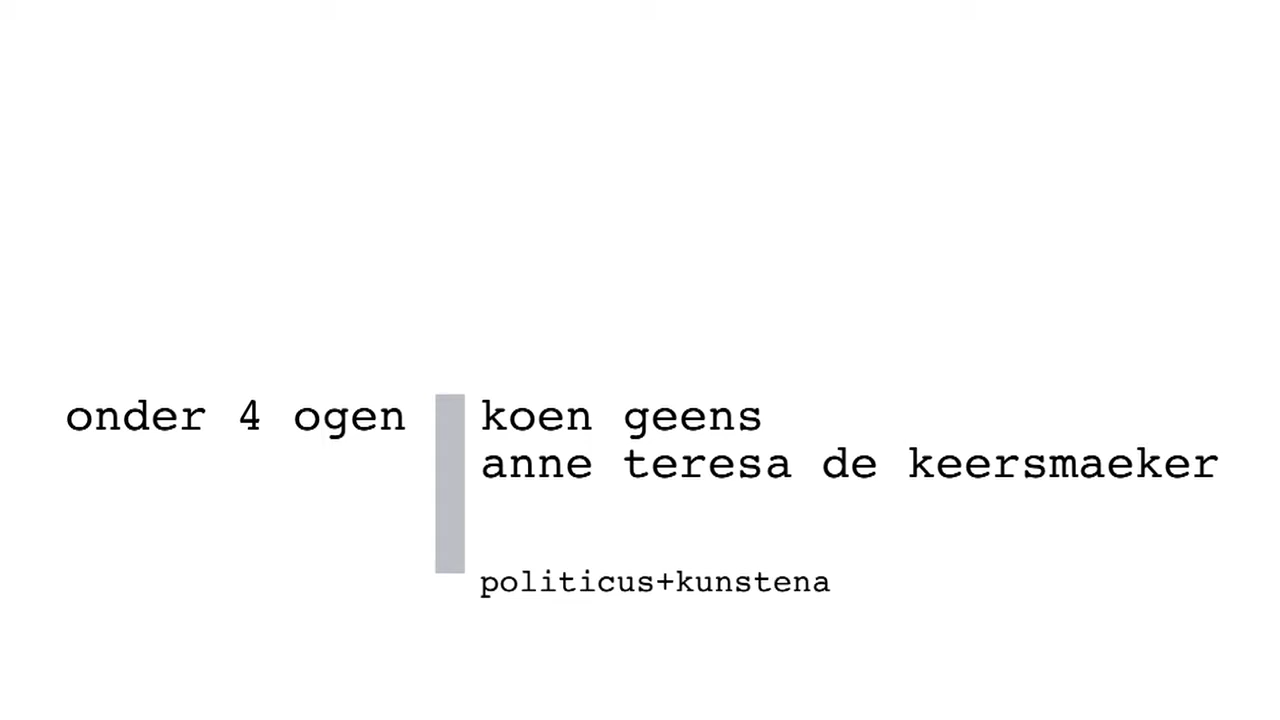 onder 4 ogen
koen geens
anne teresa de keersmaeker
politicus+kunstena